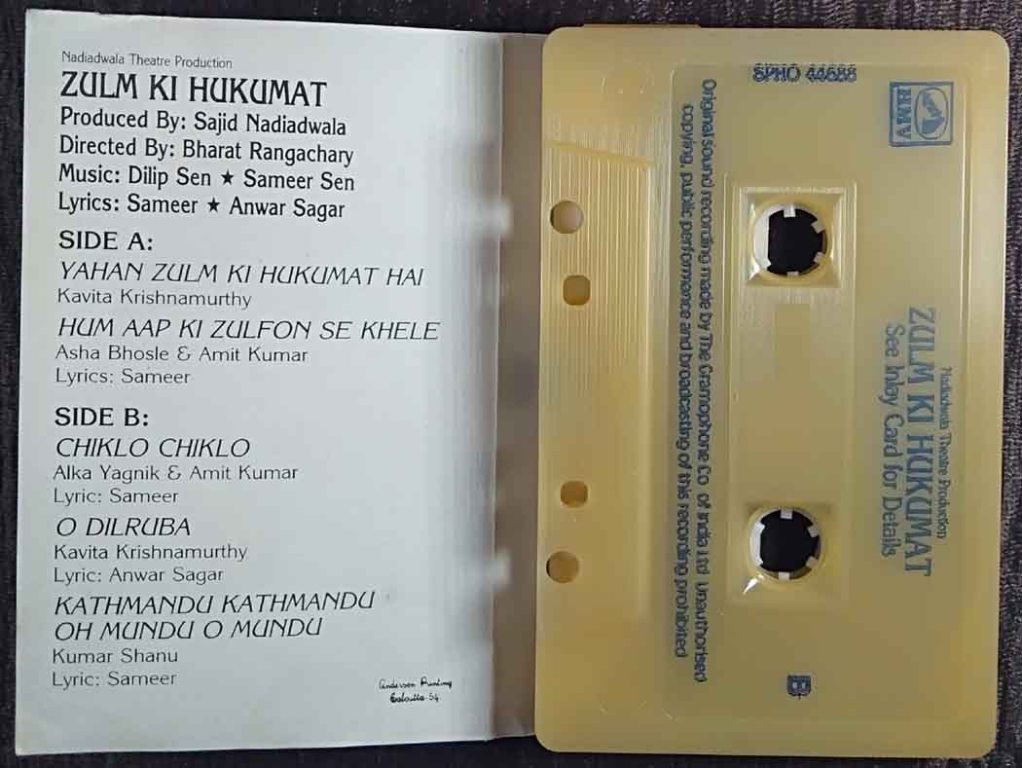 Nadiadwala Theatre Production
ZULM KI HUKUMAT
Produced By: Sajid Nadiadwala
Directed By: Bharat Rangachary
Music: Dilip Sen ★ Sameer Sen
Lyrics: Sameer ★ Anwar Sagar
SIDE A:
YAHAN ZULM KI HUKUMAT HAI
Kavita Krishnamurthy
HUM AAP KI ZULFON SE KHELE
Asha Bhosle & Amit Kumar
Lyrics: Sameer
SIDE B:
CHIKLO CHIKLO
Alka Yagnik & Amit Kumar
Lyric: Sameer
O DILRUBA
Kavita Krishnamurthy
Lyric: Anwar Sagar
KATHMANDU KATHMANDU
OH MUNDU O MUNDU
Kumar Shanu
Lyric: Sameer
Anderson Printing
Calcutta-54
SPHO 44686
HMV
Nadiadwala Theatre Production
ZULM KI HUKUMAT
See Inlay Card for Details
Original sound recording made by The Gramophone Co. of India Ltd Unauthorised
copying, public performance and broadcasting of this recording prohibited
B